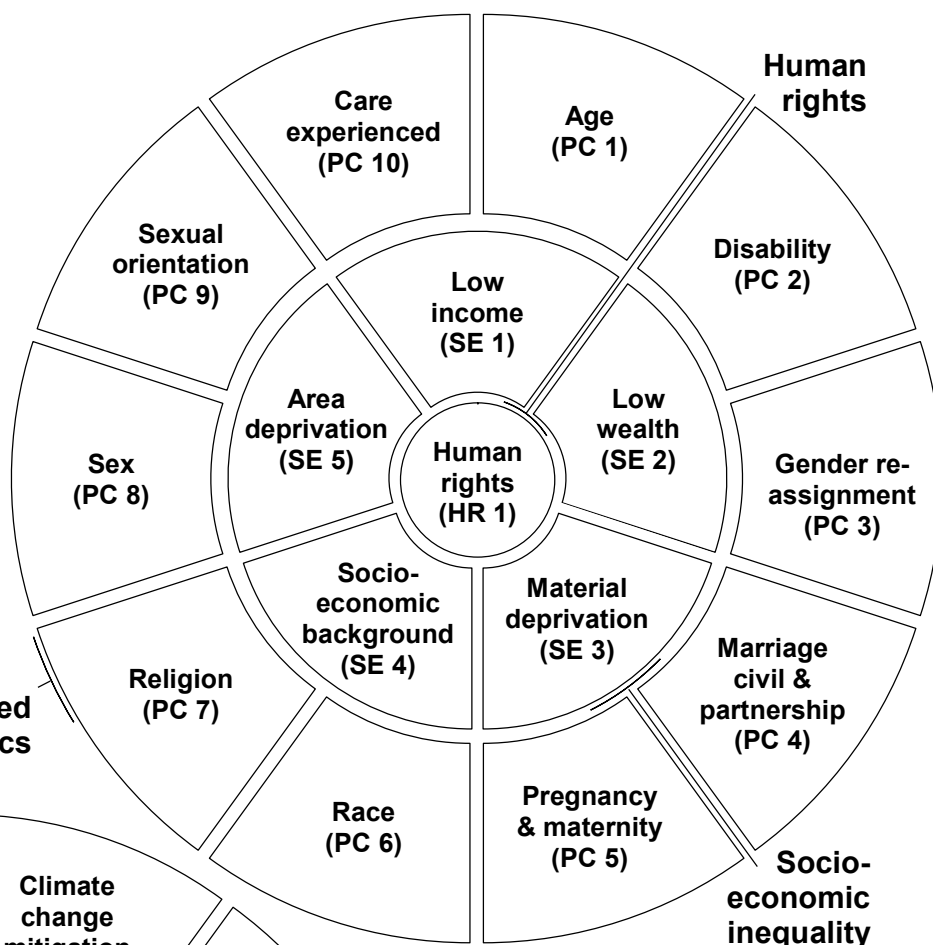 Human
rights
Care
experienced
(PC 10)
Age
(PC 1)
Sexual
orientation
(PC 9)
Disability
(PC 2)
Low
income
(SE 1)
Area
deprivation
(SE 5)
Low
wealth
(SE 2)
Sex
(PC 8)
Human
rights
(HR 1)
Gender re-
assignment
(PC 3)
Socio-
economic
background
(SE 4)
Material
deprivation
(SE 3)
Religion
(PC 7)
Marriage
civil &
partnership
(PC 4)
ed
cs
Race
(PC 6)
Pregnancy
& maternity
(PC 5)
Socio-
economic
inequality
Climate
change
mitigation